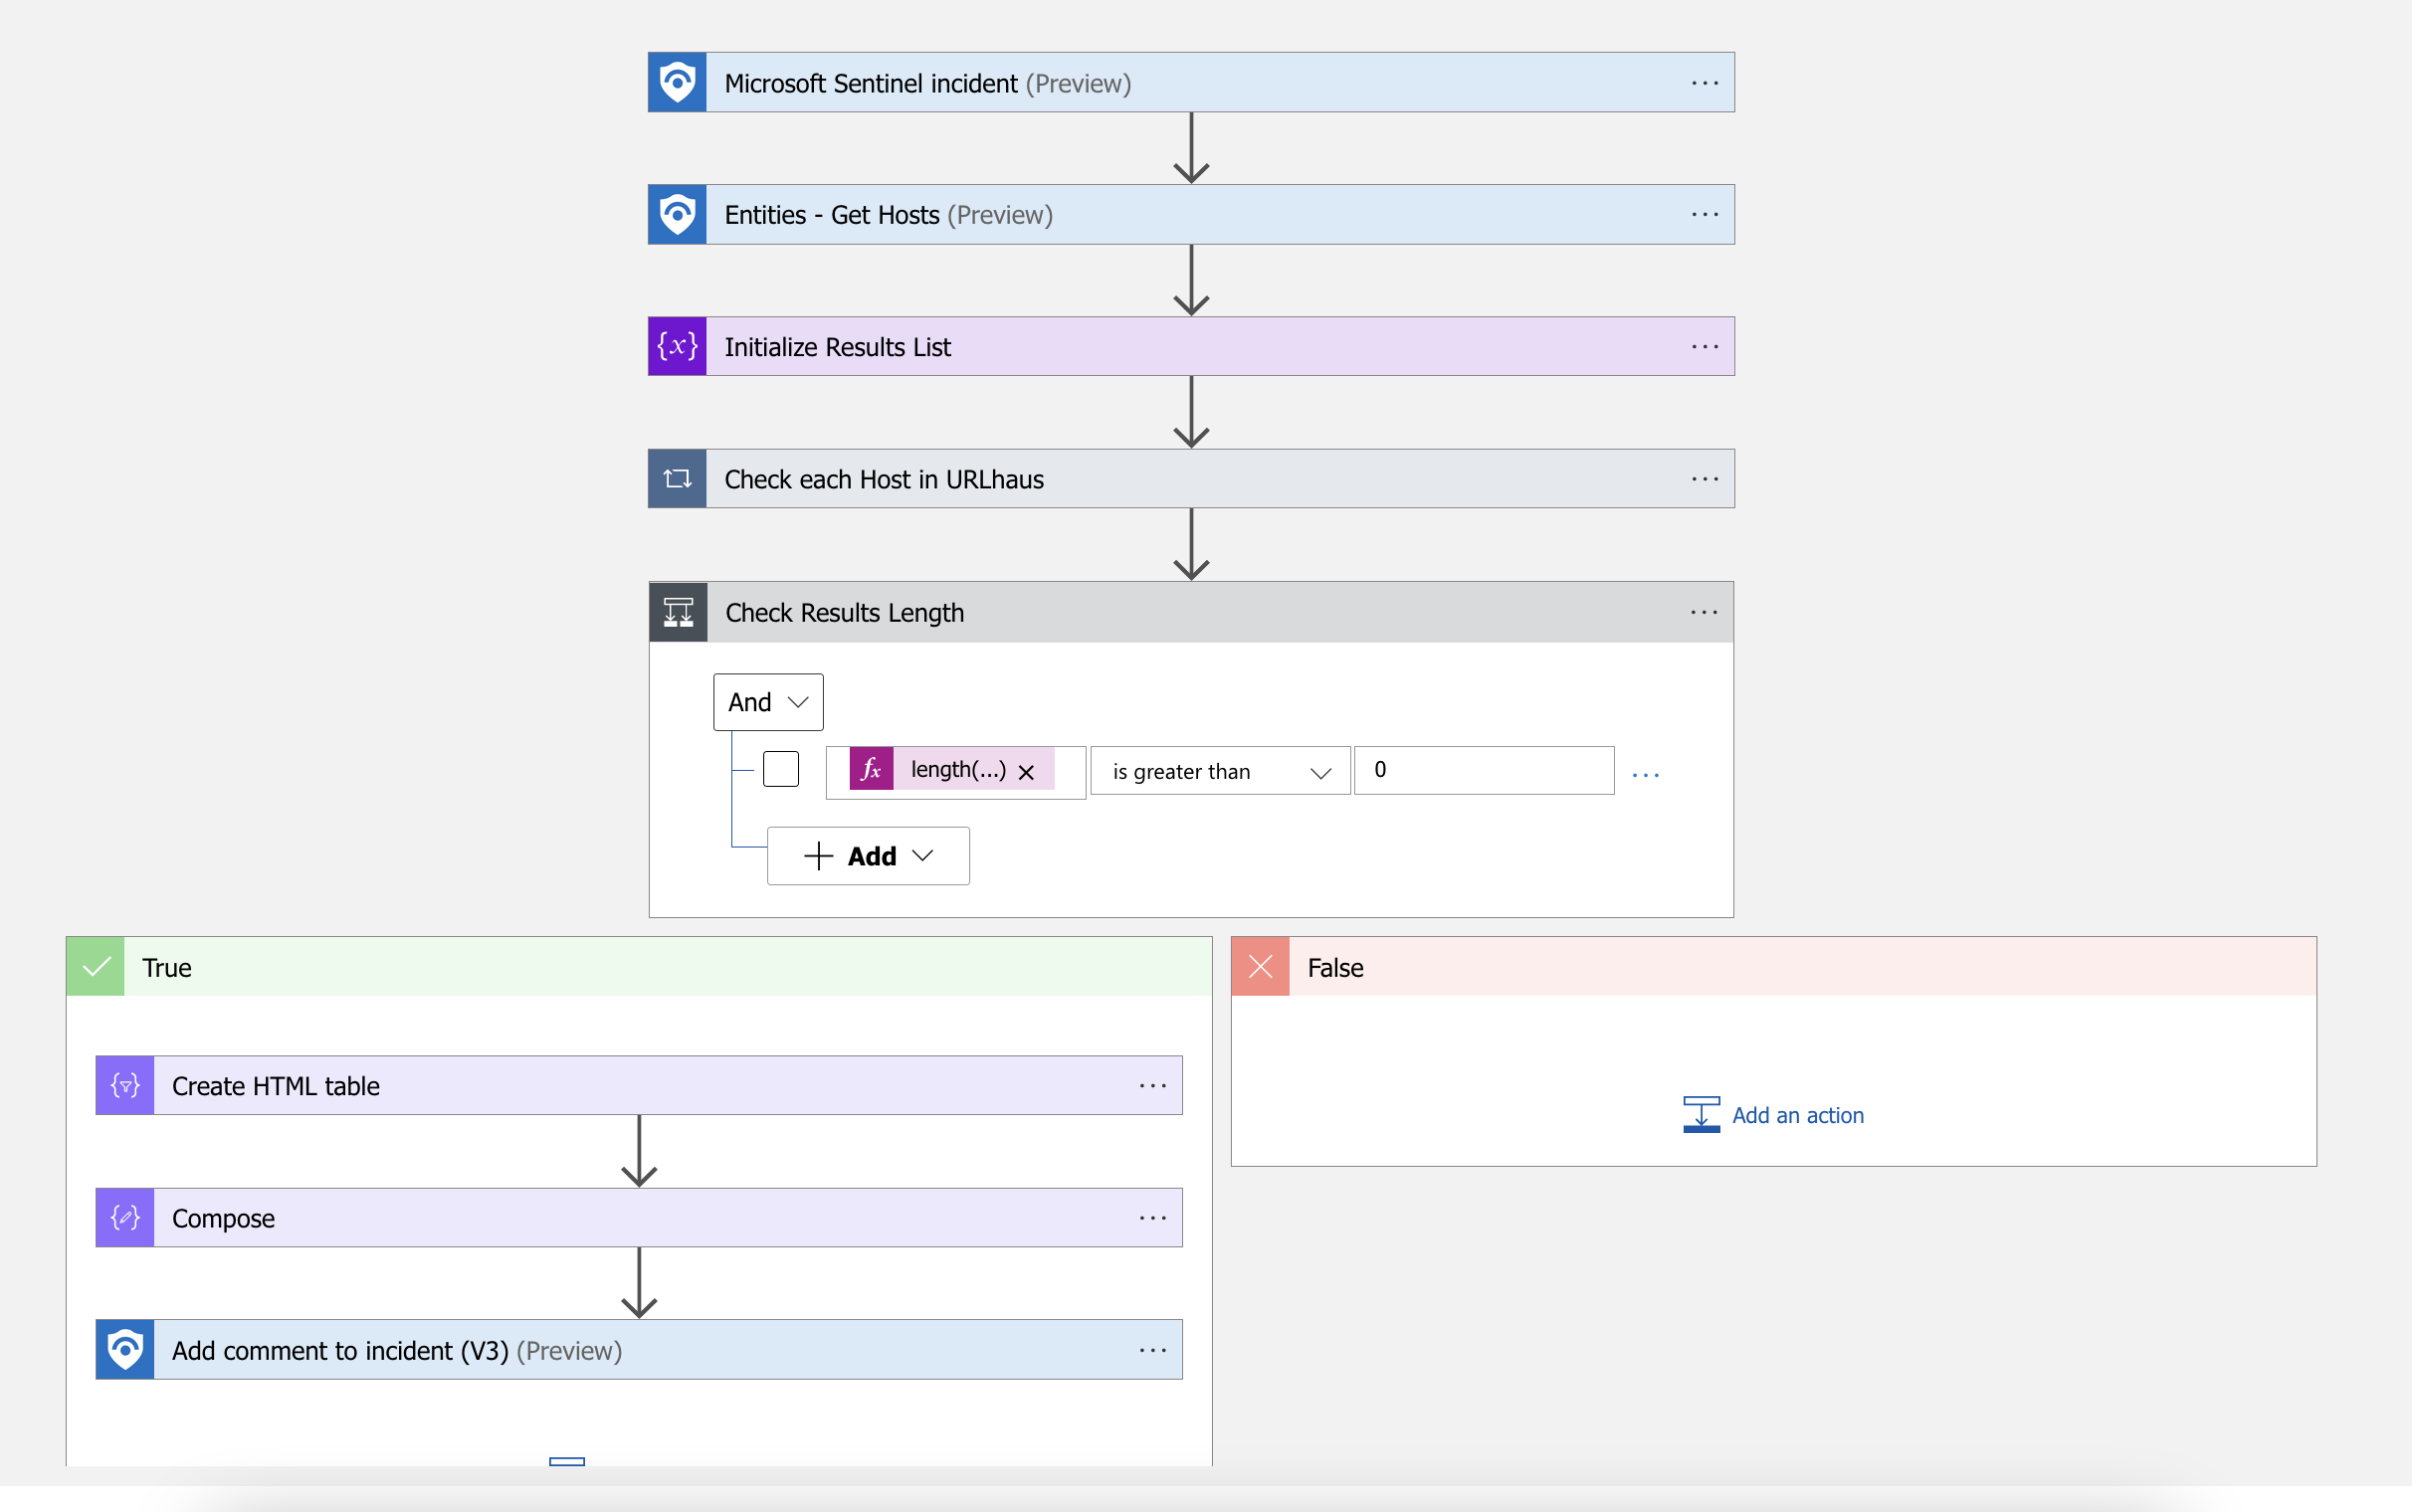 Microsoft Sentinel incident (Preview)
Entities - Get Hosts (Preview)
{x} Initialize Results List
Check each Host in URLhaus
Check Results Length
And
fx length(...) is greater than 0
Add
True
False
Create HTML table
Add an action
Compose
Add comment to incident (V3) (Preview)